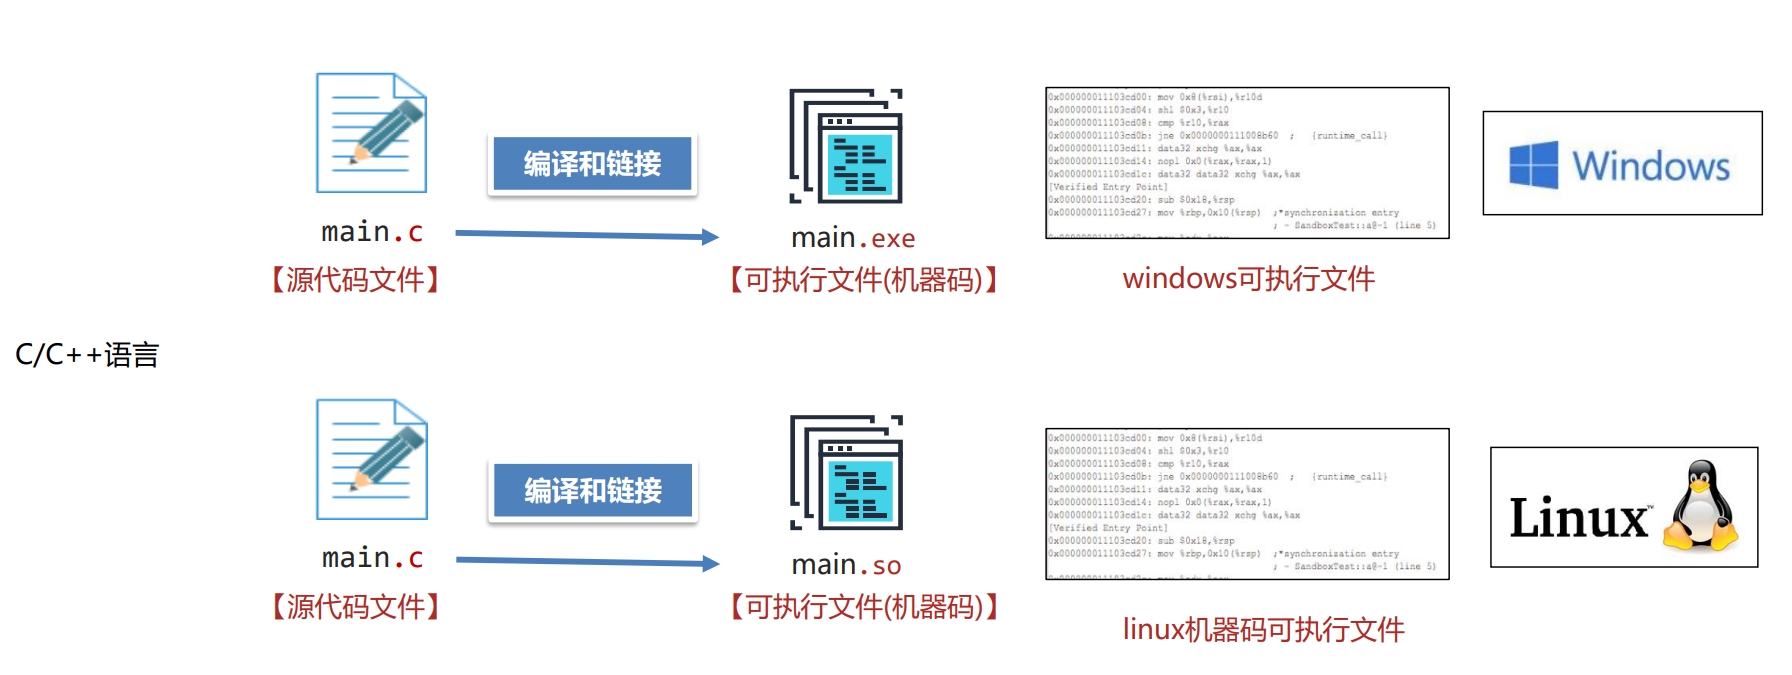 0x000000011103cd00: mov 0x8(%rsi),%r10d
0x000000011103cd04: shl $0x3,%r10
0x000000011103cd08: cmp %r10,%rax
0x000000011103cd0b: jne 0x0000000111008b60 ; {runtime_call}
0x000000011103cd11: data32 xchg %ax,%ax
0x000000011103cd14: nopl 0x0(%rax,%rax,1)
0x000000011103cd1c: data32 data32 xchg %ax,%ax
[Verified Entry Point]
0x000000011103cd20: sub $0x18,%rsp
0x000000011103cd27: mov %rbp,0x10(%rsp) ;*synchronization entry
; - SandboxTest::a@-1 (line 5)
编译和链接
Windows
main.c
main.exe
【源代码文件】
【可执行文件(机器码)】
windows可执行文件
C/C++语言
0x000000011103cd00: mov 0x8(%rsi),%r10d
0x000000011103cd04: shl $0x3,%r10
0x000000011103cd08: cmp %r10,%rax
0x000000011103cd0b: jne 0x0000000111008b60 ; {runtime_call}
0x000000011103cd11: data32 xchg %ax,%ax
0x000000011103cd14: nopl 0x0(%rax,%rax,1)
0x000000011103cd1c: data32 data32 xchg %ax,%ax
[Verified Entry Point]
0x000000011103cd20: sub $0x18,%rsp
0x000000011103cd27: mov %rbp,0x10(%rsp) ;*synchronization entry
; - SandboxTest::a@-1 (line 5)
编译和链接
Linux™
main.c
main.so
【源代码文件】
【可执行文件(机器码)】
linux机器码可执行文件